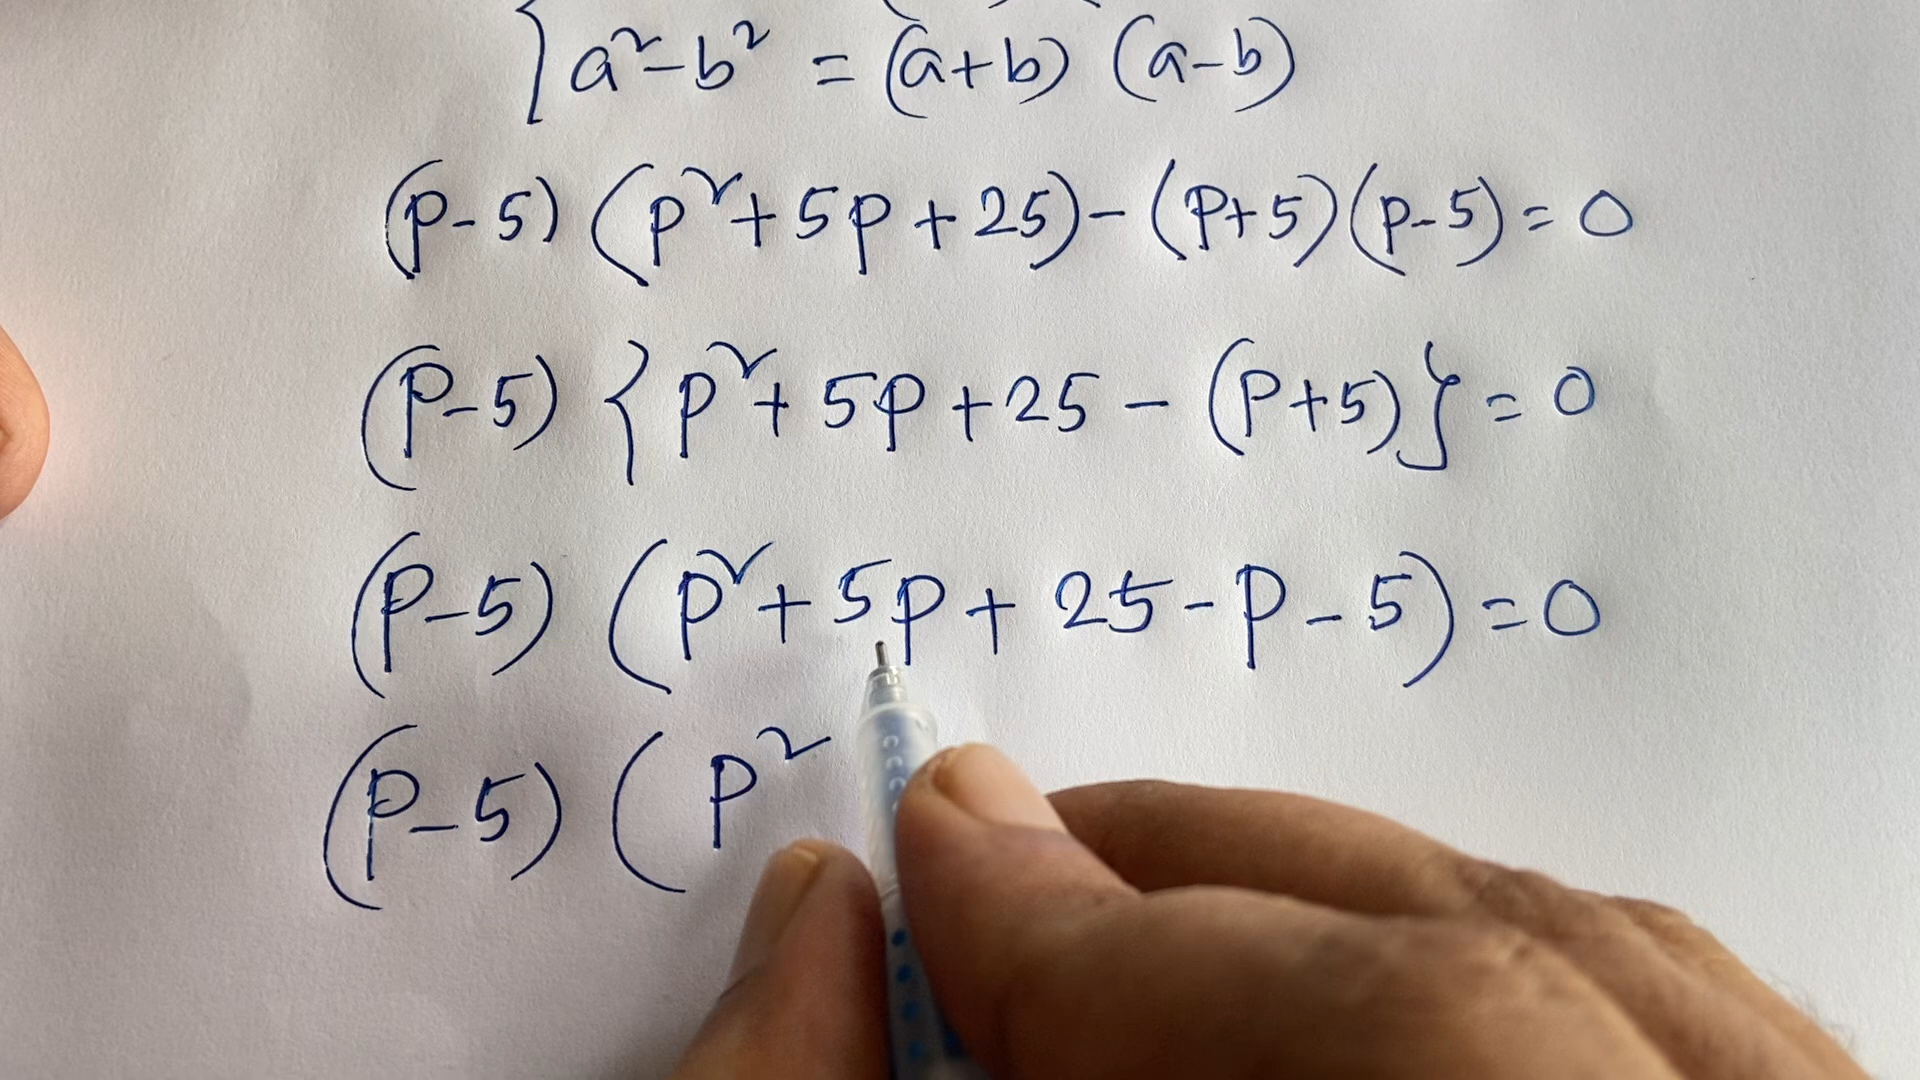 {a²-b² = (a+b) (a-b)
(p-5) (p²+5p+25)-(p+5)(p-5)=0
(p-5) {p²+5p+25-(p+5)}=0
(p-5) (p²+5p+25-p-5)=0
(p-5) (p²